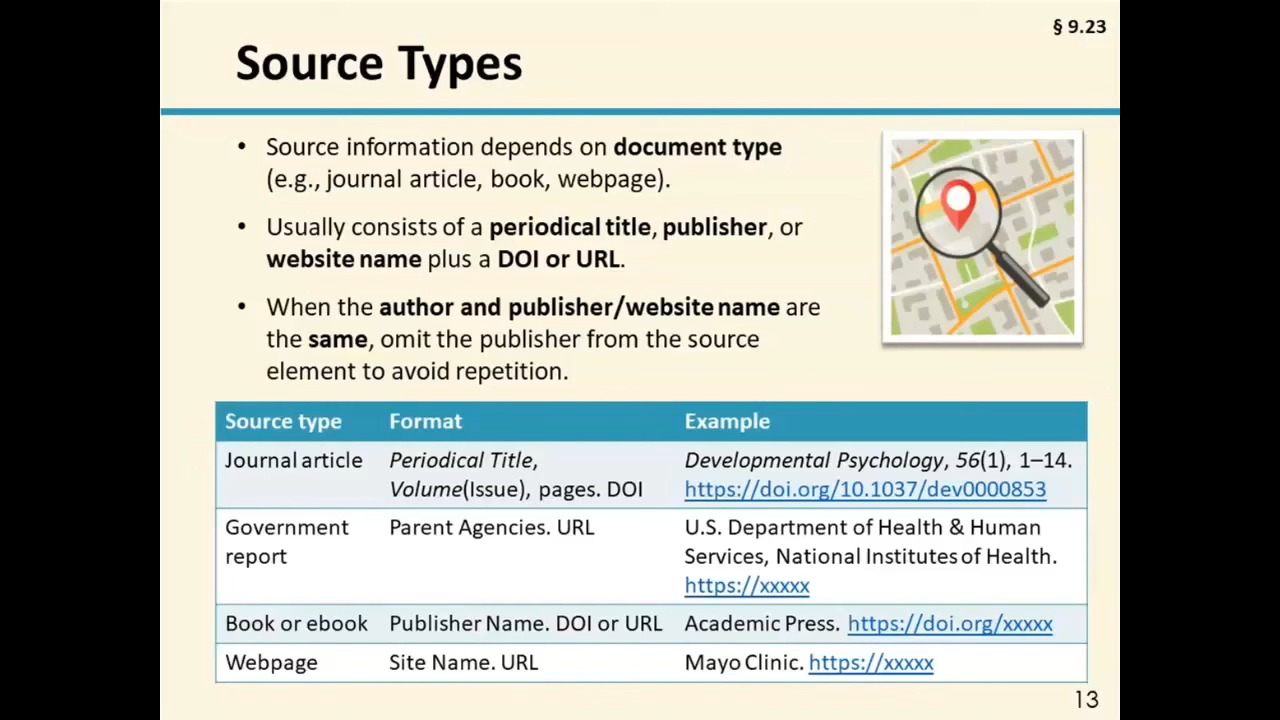 § 9.23
Source Types
• Source information depends on document type
(e.g., journal article, book, webpage).
• Usually consists of a periodical title, publisher, or
website name plus a DOI or URL.
• When the author and publisher/website name are
the same, omit the publisher from the source
element to avoid repetition.
Source type Format Example
Journal article Periodical Title, Developmental Psychology, 56(1), 1–14.
Volume(Issue), pages. DOI https://doi.org/10.1037/dev0000853
Government Parent Agencies. URL U.S. Department of Health & Human
report Services, National Institutes of Health.
https://xxxxx
Book or ebook Publisher Name. DOI or URL Academic Press. https://doi.org/xxxxx
Webpage Site Name. URL Mayo Clinic. https://xxxxx
13